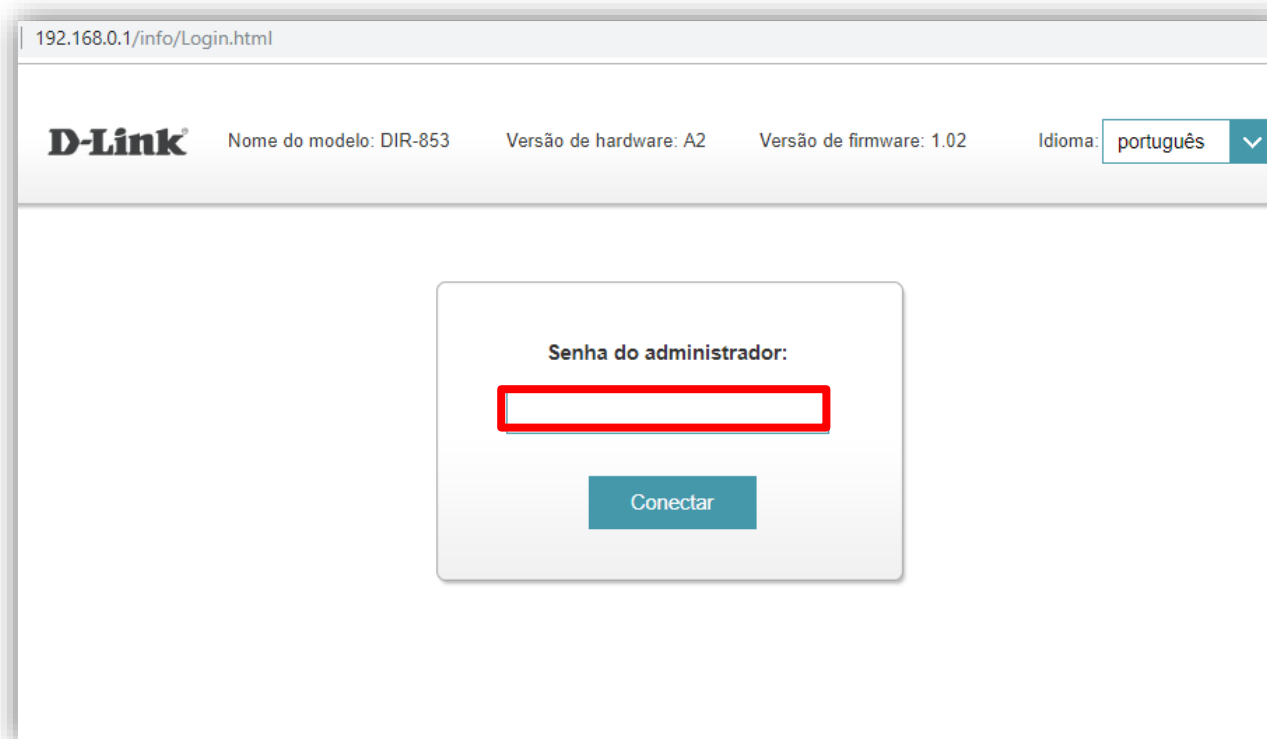 192.168.0.1/info/Login.html
D-Link Nome do modelo: DIR-853 Versão de hardware: A2 Versão de firmware: 1.02 Idioma: português
Senha do administrador:
Conectar